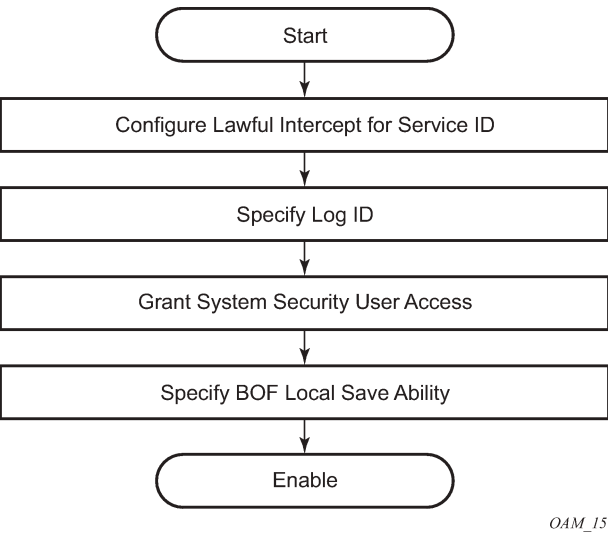 Start
Configure Lawful Intercept for Service ID
Specify Log ID
Grant System Security User Access
Specify BOF Local Save Ability
Enable
OAM_15